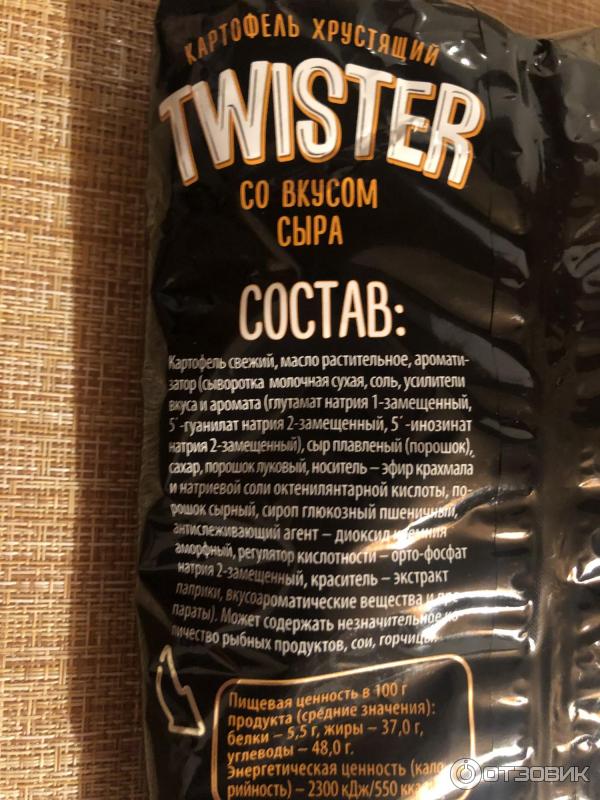 КАРТОФЕЛЬ ХРУСТЯЩИЙ
TWISTER
СО ВКУСОМ
СЫРА
СОСТАВ:
Картофель свежий, масло растительное, аромати-
затор (сыворотка молочная сухая, соль, усилители
вкуса и аромата (глутамат натрия 1-замещенный,
5´-гуанилат натрия 2-замещенный, 5´-инозинат
натрия 2-замещенный), сыр плавленый (порошок),
сахар, порошок луковый, носитель – эфир крахмала
и натриевой соли октенилянтарной кислоты, по-
рошок сырный, сироп глюкозный пшеничный,
антислеживающий агент – диоксид кремния
аморфный, регулятор кислотности – орто-фосфат
натрия 2-замещенный, краситель – экстракт
паприки, вкусоароматические вещества и пре-
параты). Может содержать незначительное ко-
личество рыбных продуктов, сои, горчицы.
Пищевая ценность в 100 г
продукта (средние значения):
белки – 5,5 г, жиры – 37,0 г,
углеводы – 48,0 г.
Энергетическая ценность (кало-
рийность) – 2300 кДж/550 кка
ОТЗОВИК